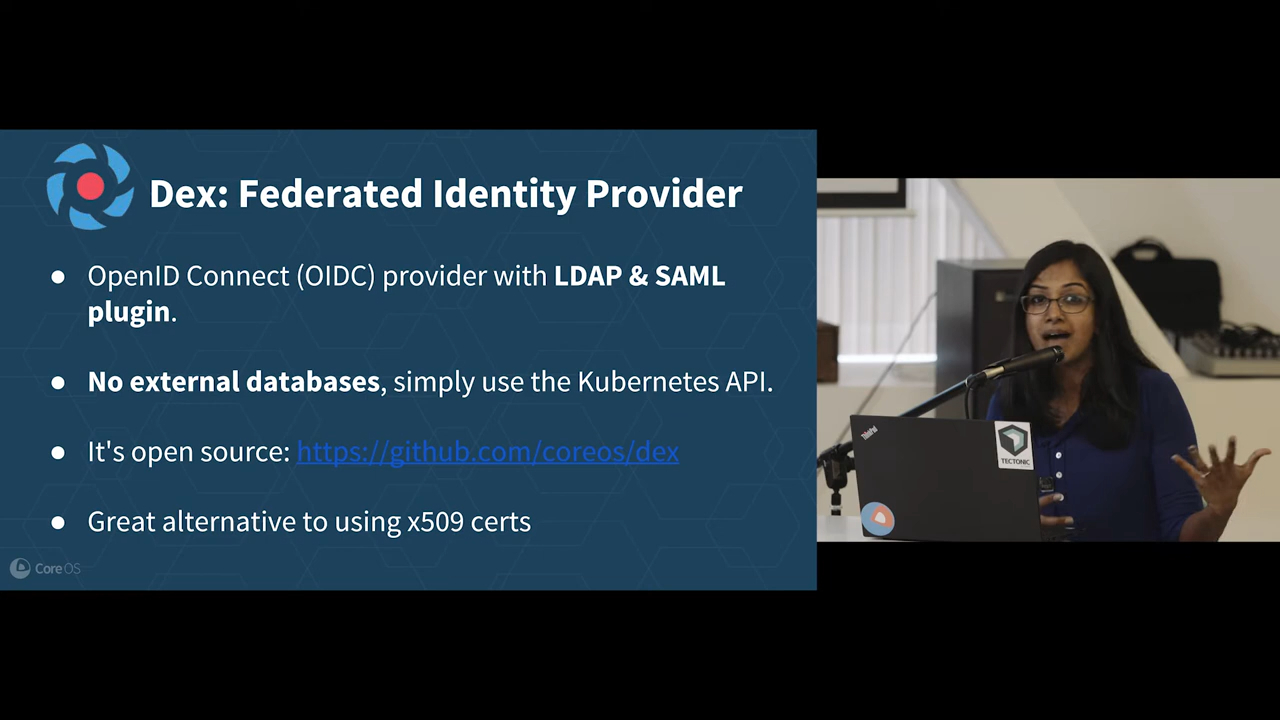 Dex: Federated Identity Provider
● OpenID Connect (OIDC) provider with LDAP & SAML
plugin.
● No external databases, simply use the Kubernetes API.
● It's open source: https://github.com/coreos/dex
● Great alternative to using x509 certs
CoreOS
ThinkPad
TECTONIC